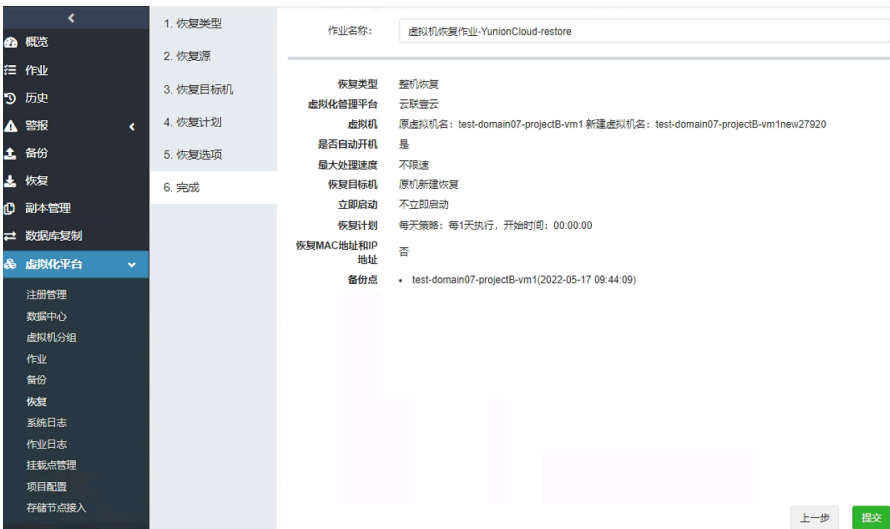 概览
作业
历史
警报
备份
恢复
副本管理
数据库复制
虚拟化平台
注册管理
数据中心
虚拟机分组
作业
备份
恢复
系统日志
作业日志
挂载点管理
项目配置
存储节点接入
1. 恢复类型
2. 恢复源
3. 恢复目标机
4. 恢复计划
5. 恢复选项
6. 完成
作业名称： 虚拟机恢复作业-YunionCloud-restore
恢复类型 整机恢复
虚拟化管理平台 云联壹云
虚拟机 原虚拟机名：test-domain07-projectB-vm1 新建虚拟机名：test-domain07-projectB-vm1new27920
是否自动开机 是
最大处理速度 不限速
恢复目标机 原机新建恢复
立即启动 不立即启动
恢复计划 每天策略：每1天执行，开始时间：00:00:00
恢复MAC地址和IP
地址 否
备份点 • test-domain07-projectB-vm1(2022-05-17 09:44:09)
上一步 提交